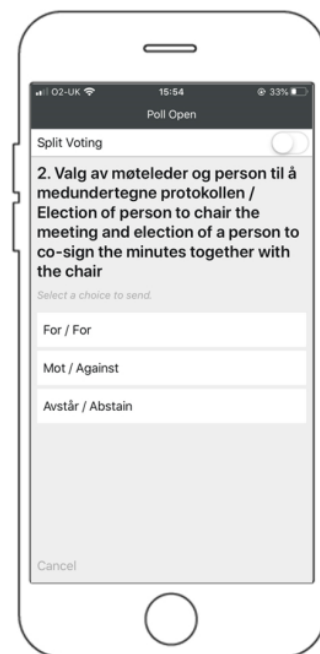 O2-UK 15:54 33%
Poll Open
Split Voting
2. Valg av møteleder og person til å
medundertegne protokollen /
Election of person to chair the
meeting and election of a person to
co-sign the minutes together with
the chair
Select a choice to send.
For / For
Mot / Against
Avstår / Abstain
Cancel